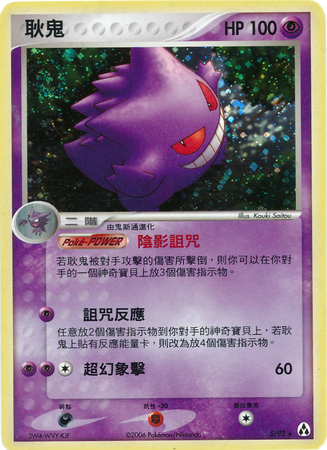 耿鬼 HP 100
Illus. Kouki Saitou
二階
由鬼斯通進化
Poké-POWER 陰影詛咒
若耿鬼被對手攻擊的傷害所擊倒，則你可以在你對
手的一個神奇寶貝上放3個傷害指示物。
詛咒反應
任意放2個傷害指示物到你對手的神奇寶貝上，若耿
鬼上貼有反應能量卡，則改為放4個傷害指示物。
超幻象擊 60
弱點 抗性 -30 撤退費用
©2006 Pokémon/Nintendo 5/92 ★